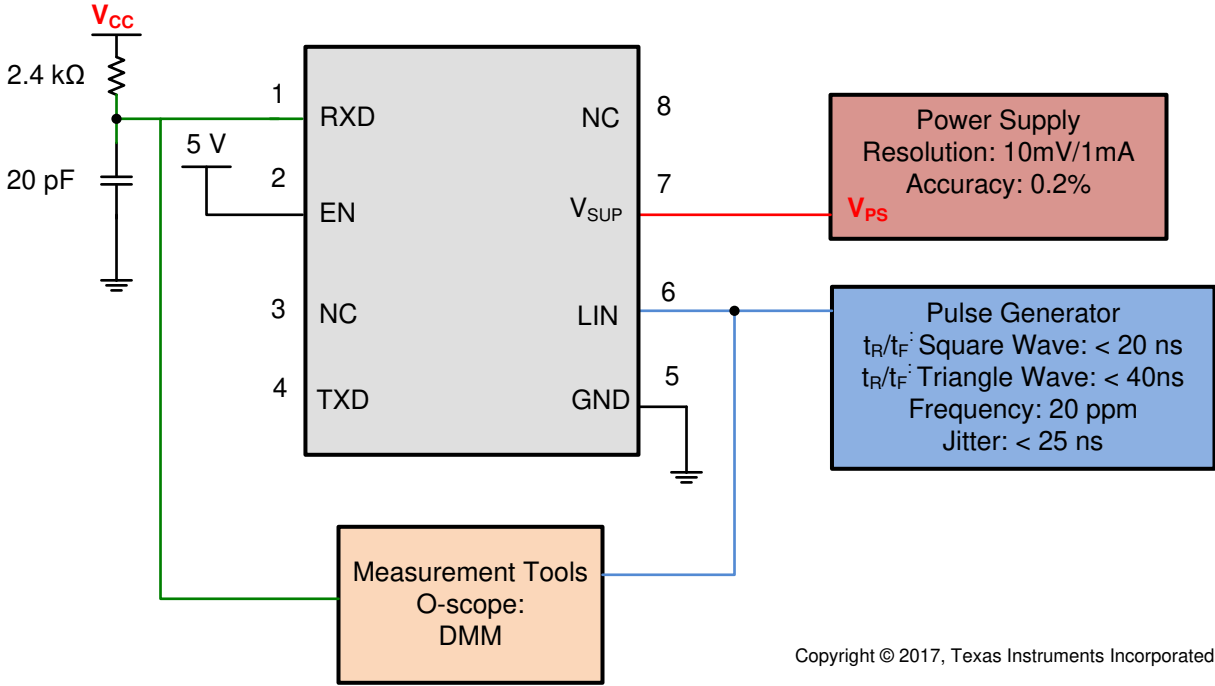 VCC
2.4 kΩ
20 pF
5 V
1
2
3
4
RXD
EN
NC
TXD
NC
VSUP
LIN
GND
8
7
6
5
Power Supply
Resolution: 10mV/1mA
Accuracy: 0.2%
VPS
Pulse Generator
tR/tF: Square Wave: < 20 ns
tR/tF: Triangle Wave: < 40ns
Frequency: 20 ppm
Jitter: < 25 ns
Measurement Tools
O-scope:
DMM
Copyright © 2017, Texas Instruments Incorporated